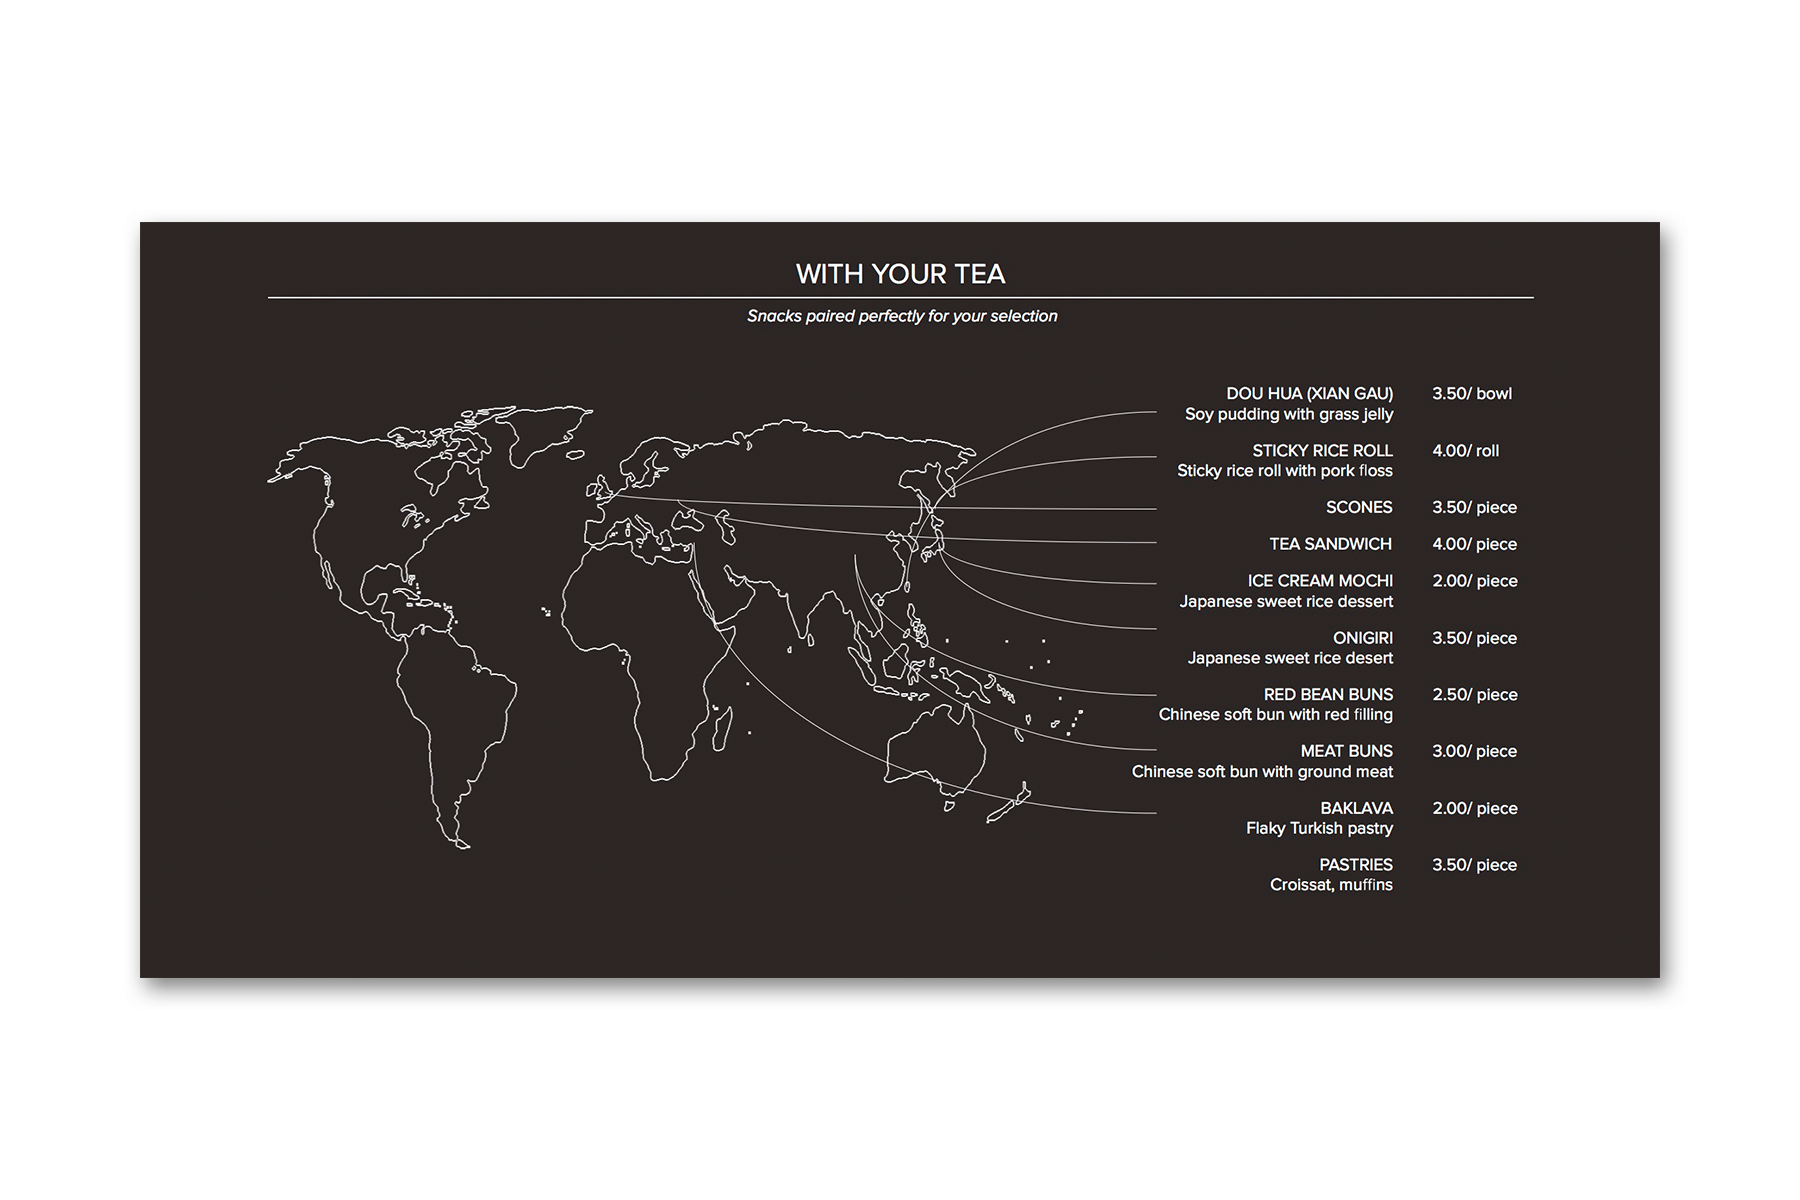 WITH YOUR TEA
Snacks paired perfectly for your selection
DOU HUA (XIAN GAU) 3.50/ bowl
Soy pudding with grass jelly
STICKY RICE ROLL 4.00/ roll
Sticky rice roll with pork floss
SCONES 3.50/ piece
TEA SANDWICH 4.00/ piece
ICE CREAM MOCHI 2.00/ piece
Japanese sweet rice dessert
ONIGIRI 3.50/ piece
Japanese sweet rice desert
RED BEAN BUNS 2.50/ piece
Chinese soft bun with red filling
MEAT BUNS 3.00/ piece
Chinese soft bun with ground meat
BAKLAVA 2.00/ piece
Flaky Turkish pastry
PASTRIES 3.50/ piece
Croissat, muffins